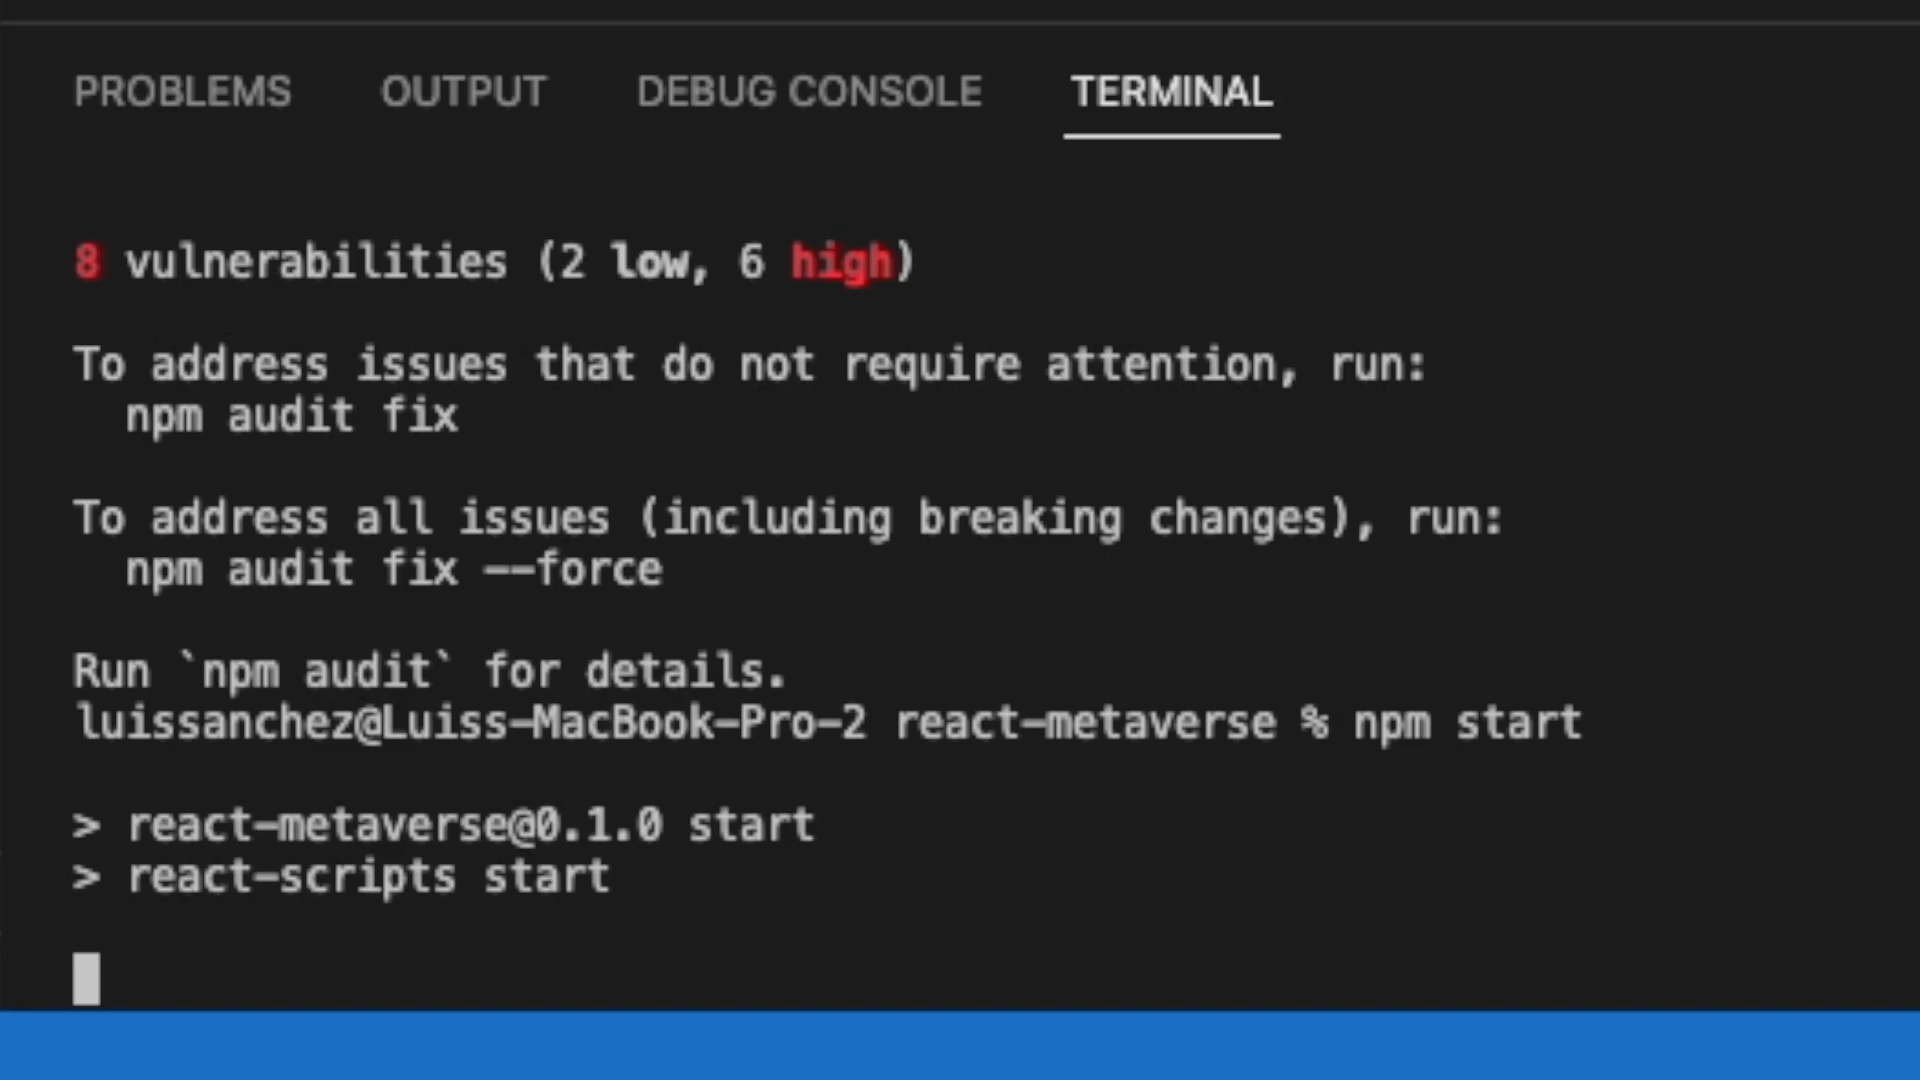 PROBLEMS OUTPUT DEBUG CONSOLE TERMINAL
8 vulnerabilities (2 low, 6 high)
To address issues that do not require attention, run:
npm audit fix
To address all issues (including breaking changes), run:
npm audit fix --force
Run `npm audit` for details.
luissanchez@Luiss-MacBook-Pro-2 react-metaverse % npm start
> react-metaverse@0.1.0 start
> react-scripts start